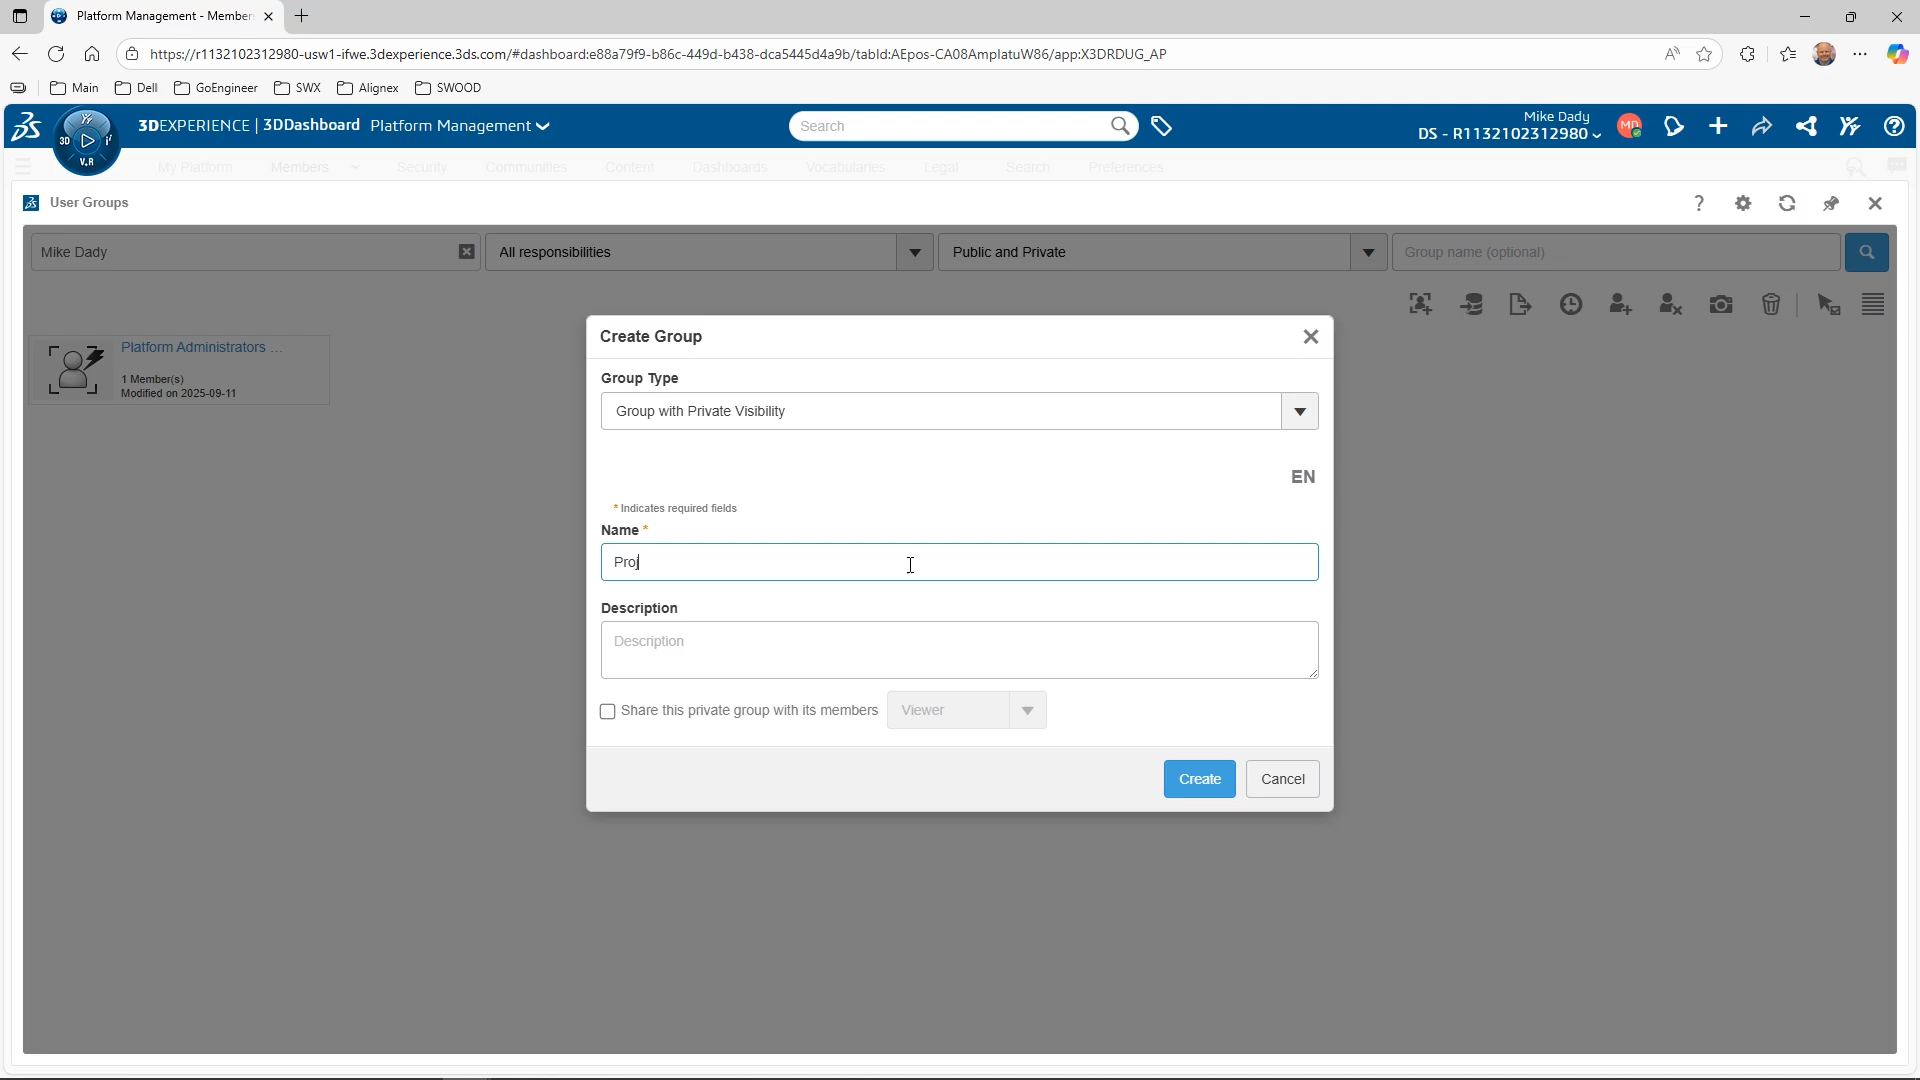 Platform Management - Member
https://r1132102312980-usw1-ifwe.3dexperience.3ds.com/#dashboard:e88a79f9-b86c-449d-b438-dca5445d4a9b/tabId:AEpos-CA08AmplatuW86/app:X3DRDUG_AP
Main Dell GoEngineer SWX Alignex SWOOD
3DEXPERIENCE | 3DDashboard Platform Management
Search
Mike Dady
DS - R1132102312980
MD
3D
V.R
My Platform Members Security Communities Content Dashboards Vocabularies Legal Search Preferences
User Groups
Mike Dady
All responsibilities
Public and Private
Group name (optional)
Platform Administrators ...
1 Member(s)
Modified on 2025-09-11
Create Group
Group Type
Group with Private Visibility
EN
* Indicates required fields
Name *
Proj
Description
Description
Share this private group with its members
Viewer
Create
Cancel